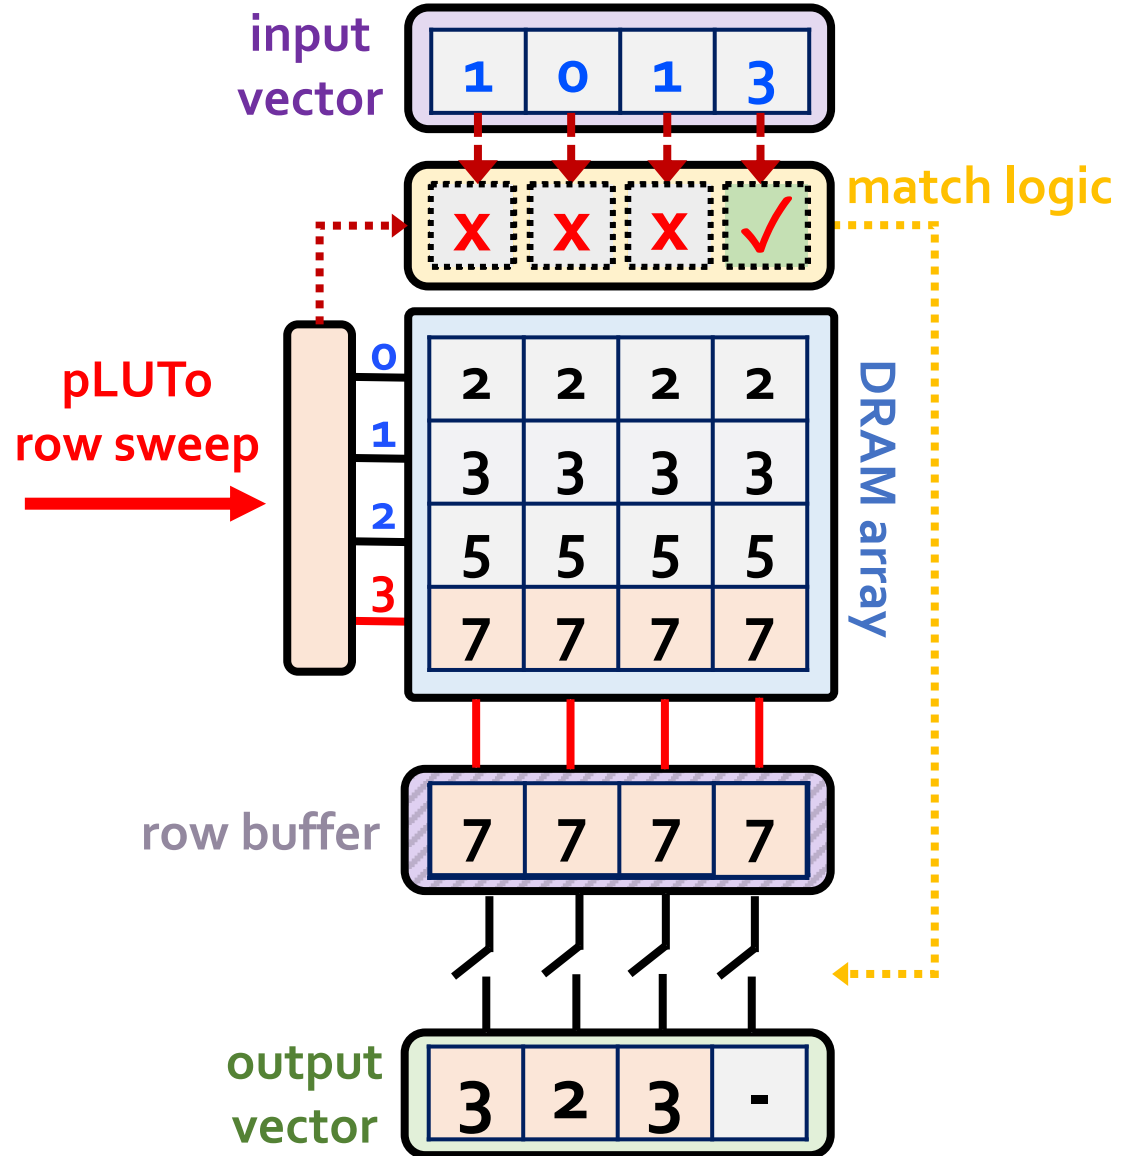 input
vector
1 0 1 3
x x x ✓
match logic
pLUTo
row sweep
0
1
2
3
2 2 2 2
3 3 3 3
5 5 5 5
7 7 7 7
DRAM array
row buffer
7 7 7 7
output
vector
3 2 3 -